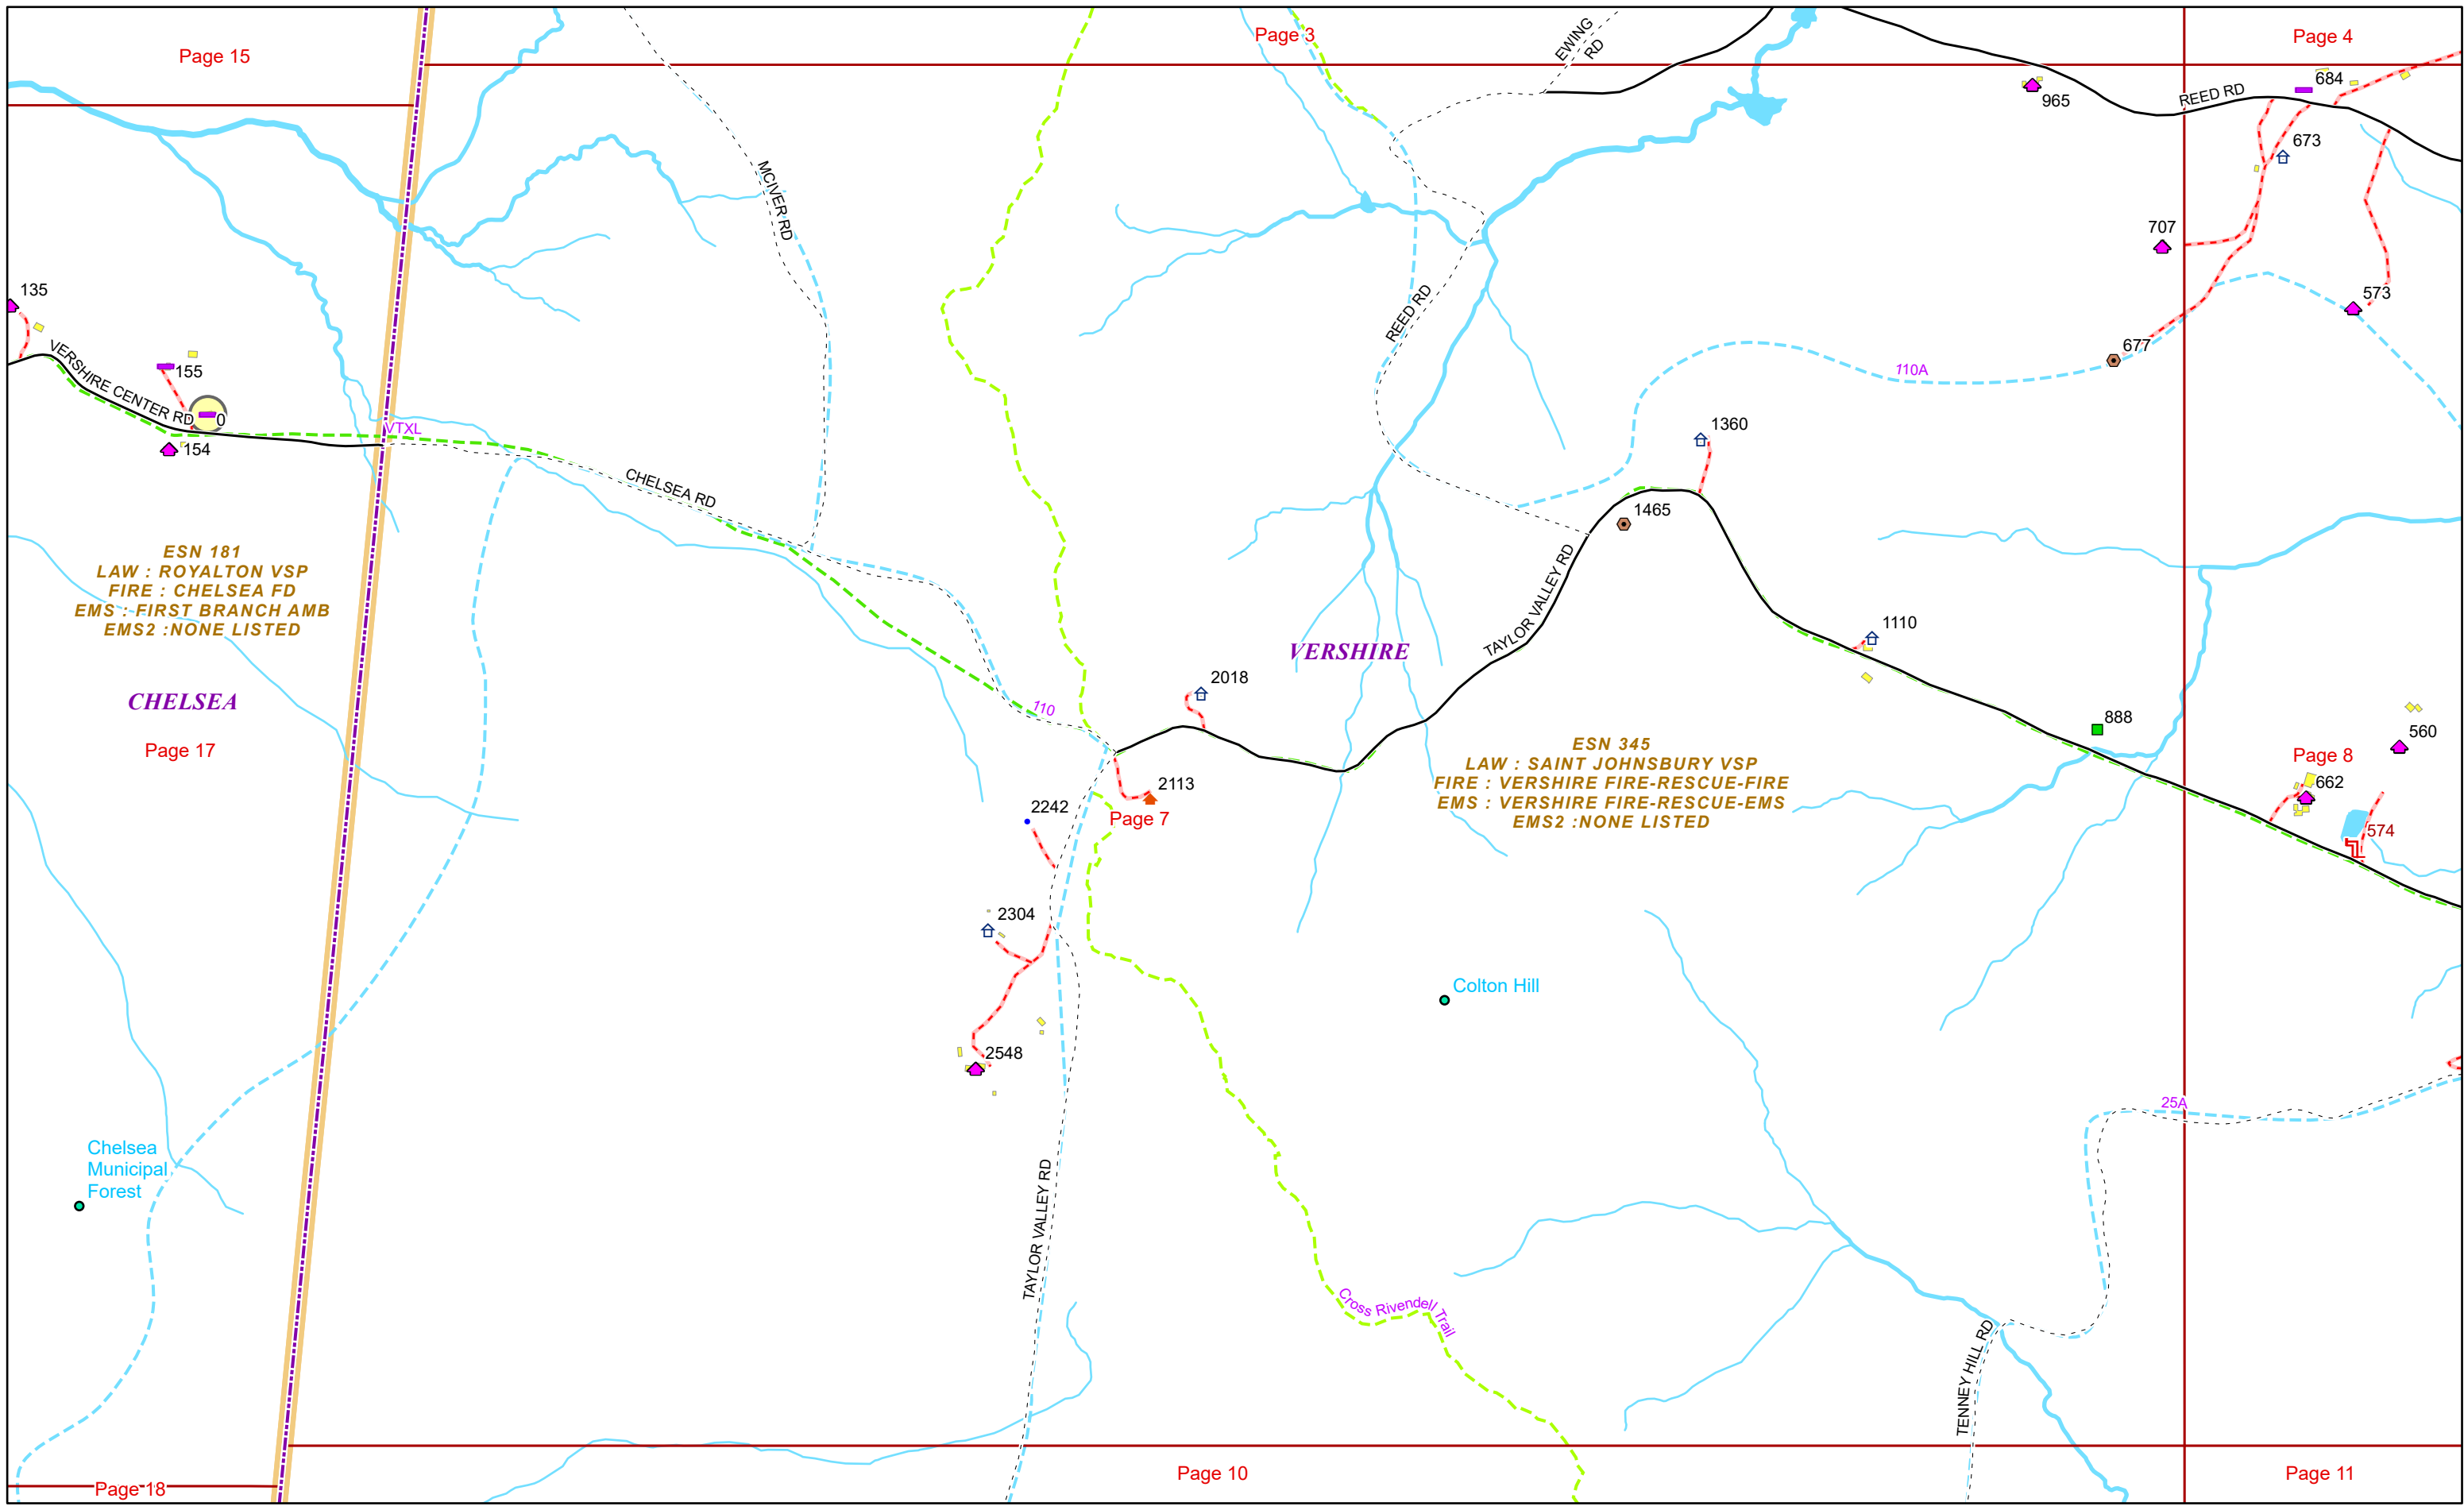 Page 15
Page 3
EWING
RD
Page 4
684
965
REED RD
673
MCIVER RD
707
135
573
REED RD
677
155
110A
VERSHIRE CENTER RD
0
VTXL
1360
154
CHELSEA RD
1465
ESN 181
LAW : ROYALTON VSP
FIRE : CHELSEA FD
EMS : FIRST BRANCH AMB
EMS2 :NONE LISTED
TAYLOR VALLEY RD
1110
VERSHIRE
2018
CHELSEA
110
888
560
Page 17
ESN 345
LAW : SAINT JOHNSBURY VSP
FIRE : VERSHIRE FIRE-RESCUE-FIRE
EMS : VERSHIRE FIRE-RESCUE-EMS
EMS2 :NONE LISTED
Page 8
662
2113
2242
Page 7
574
2304
Colton Hill
2548
25A
Chelsea
Municipal
Forest
TAYLOR VALLEY RD
Cross Rivendell Trail
TENNEY HILL RD
Page 18
Page 10
Page 11